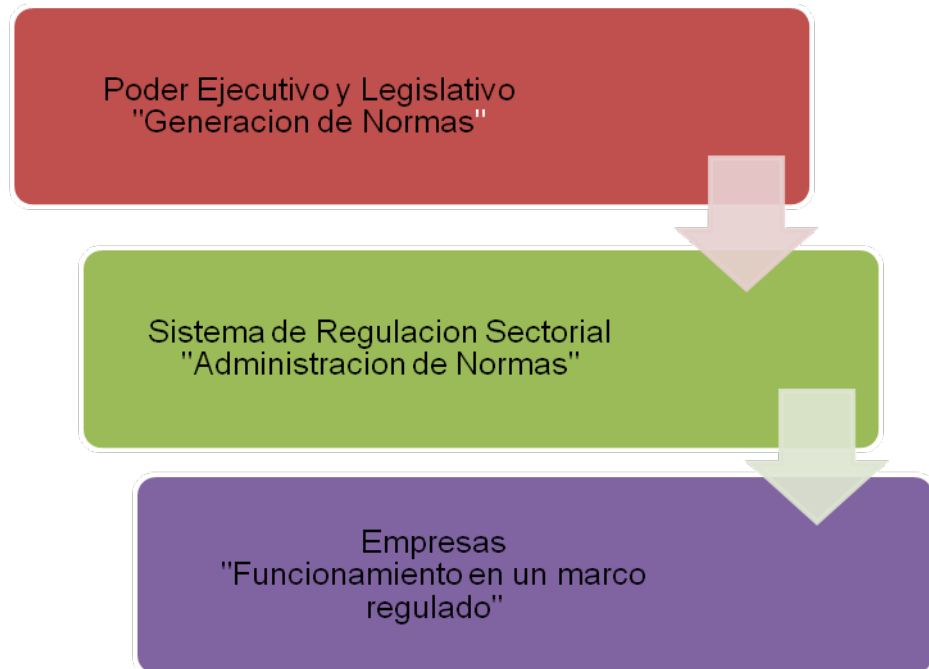 Poder Ejecutivo y Legislativo
"Generacion de Normas"
Sistema de Regulacion Sectorial
"Administracion de Normas"
Empresas
"Funcionamiento en un marco
regulado"